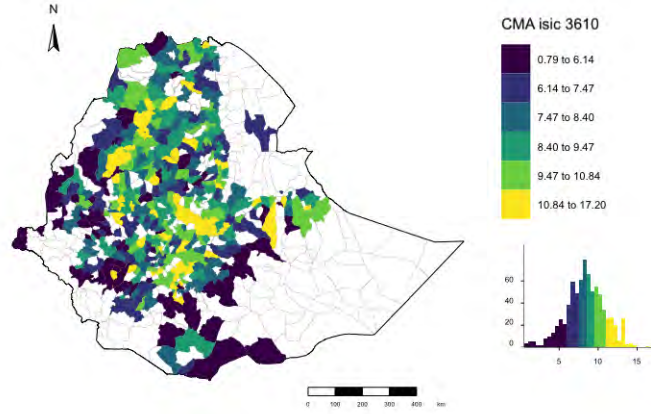 N
CMA isic 3610
0.79 to 6.14
6.14 to 7.47
7.47 to 8.40
8.40 to 9.47
9.47 to 10.84
10.84 to 17.20
60
40
20
0
5 10 15
0 100 200 300 400 km